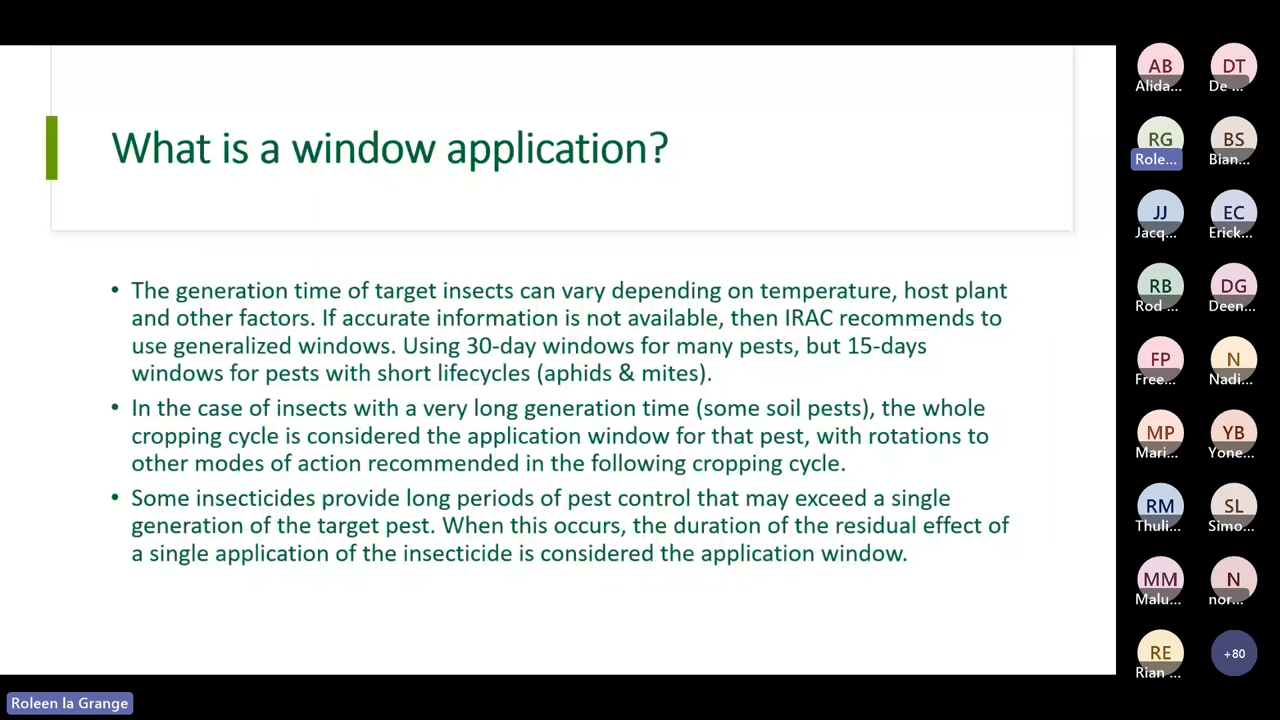 What is a window application?
• The generation time of target insects can vary depending on temperature, host plant
and other factors. If accurate information is not available, then IRAC recommends to
use generalized windows. Using 30-day windows for many pests, but 15-days
windows for pests with short lifecycles (aphids & mites).
• In the case of insects with a very long generation time (some soil pests), the whole
cropping cycle is considered the application window for that pest, with rotations to
other modes of action recommended in the following cropping cycle.
• Some insecticides provide long periods of pest control that may exceed a single
generation of the target pest. When this occurs, the duration of the residual effect of
a single application of the insecticide is considered the application window.
AB DT
Alida... De ...
RG BS
Role... Bian...
JJ EC
Jacq... Erick...
RB DG
Rod ... Deen...
FP N
Free... Nadi...
MP YB
Mari... Yone...
RM SL
Thuli... Simo...
MM N
Malu... nor...
RE +80
Rian ...
Roleen la Grange